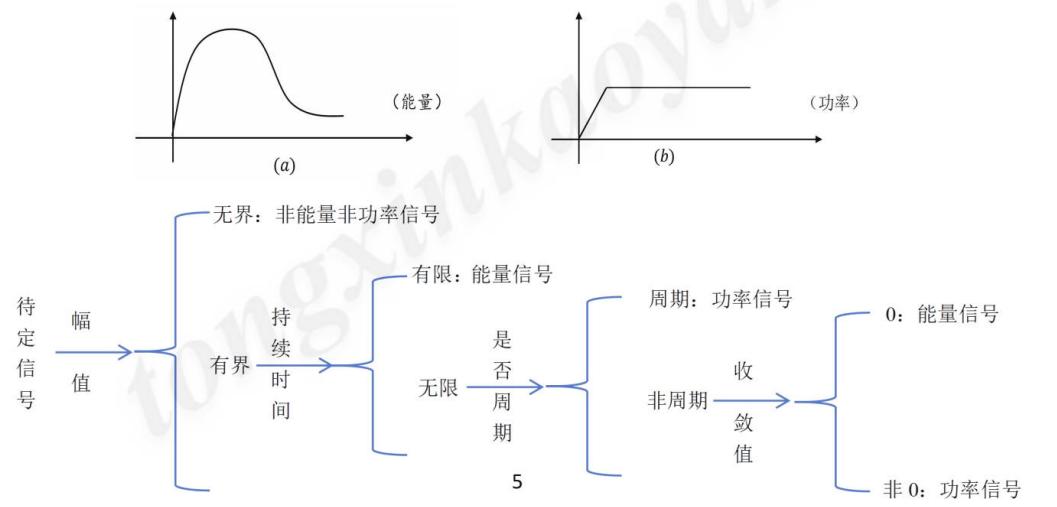 (能量)
(a)
(功率)
(b)
无界：非能量非功率信号
待定信号
幅值
有界
持续时间
有限：能量信号
无限
是否周期
周期：功率信号
非周期
收敛值
0：能量信号
非 0：功率信号
5
tongxinkaoyan